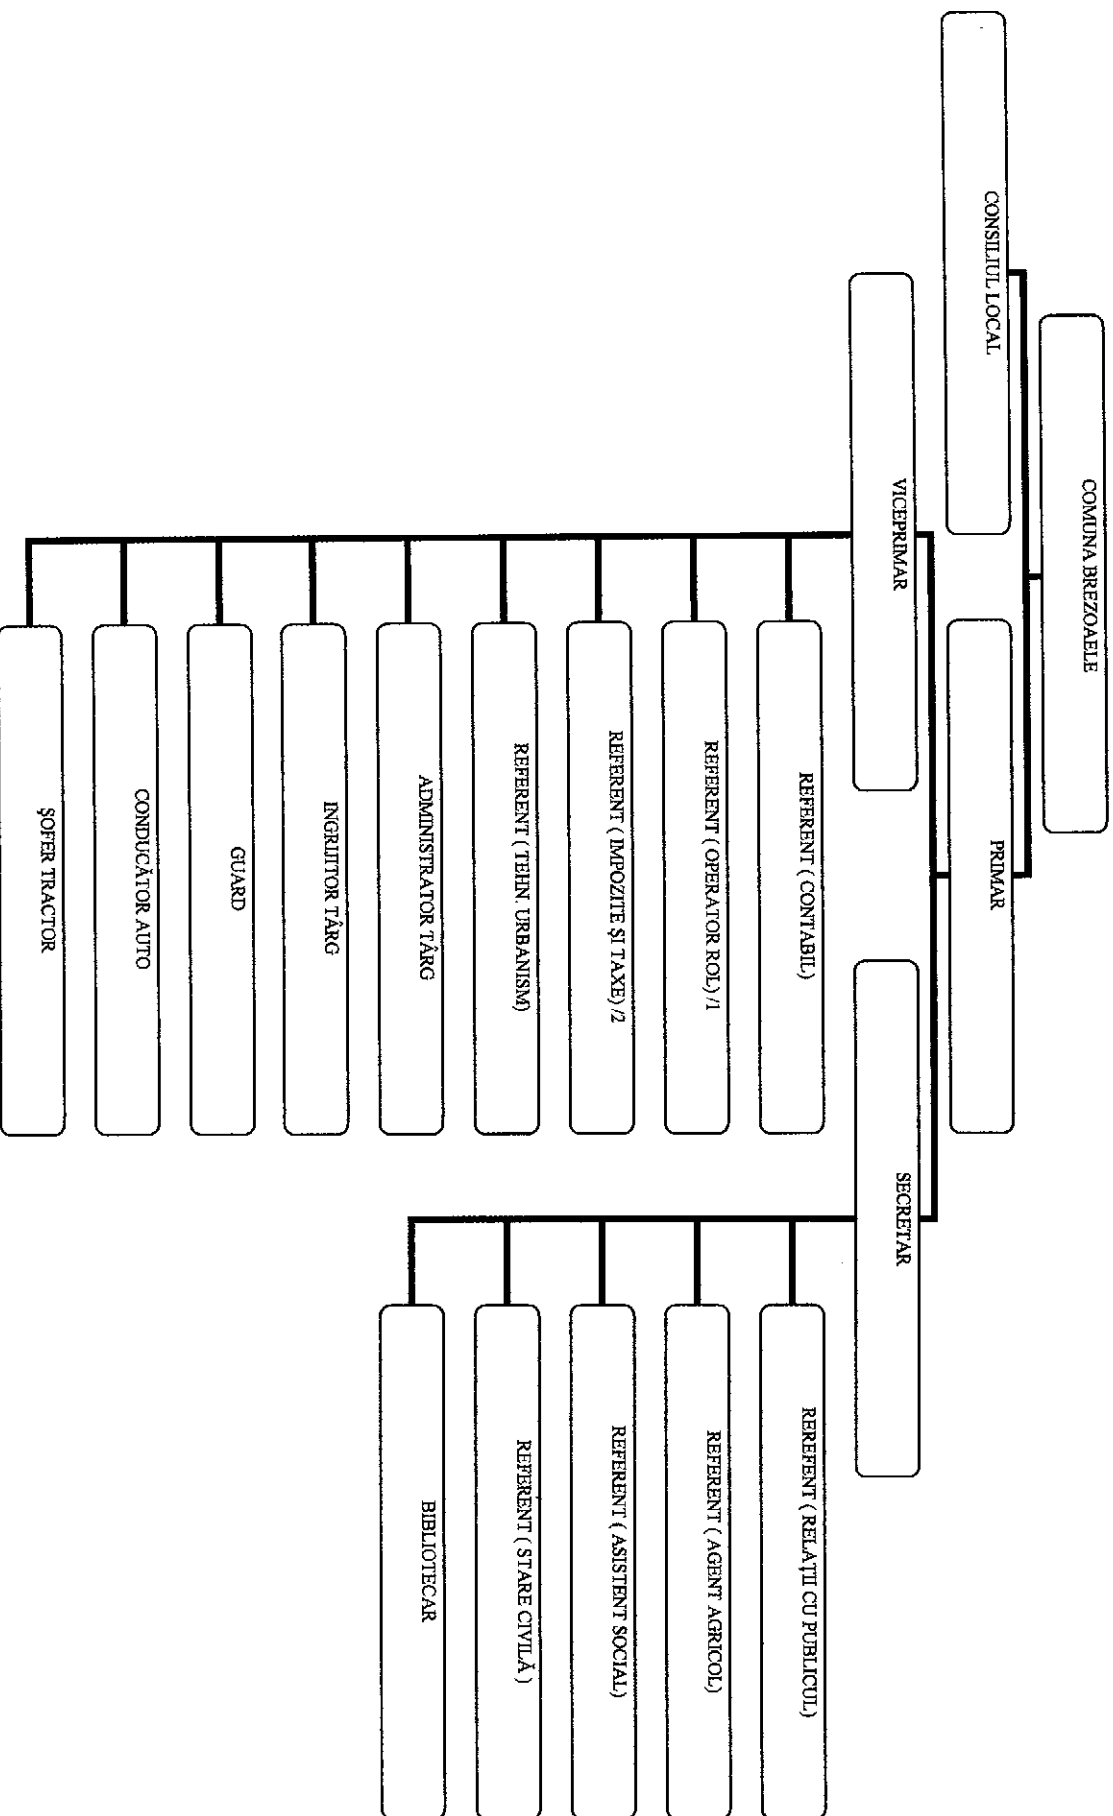 COMUNA BREZOAELE
CONSILIUL LOCAL
PRIMAR
VICEPRIMAR
SECRETAR
REFERENT ( CONTABIL)
REFERENT ( OPERATOR ROL) /1
REFERENT ( IMPOZITE ŞI TAXE) /2
REFERENT ( TEHN. URBANISM)
ADMINISTRATOR TÂRG
INGRIJITOR TÂRG
GUARD
CONDUCĂTOR AUTO
ŞOFER TRACTOR
REREFENT ( RELAŢII CU PUBLICUL)
REFERENT ( AGENT AGRICOL)
REFERENT ( ASISTENT SOCIAL)
REFERENT ( STARE CIVILĂ )
BIBLIOTECAR